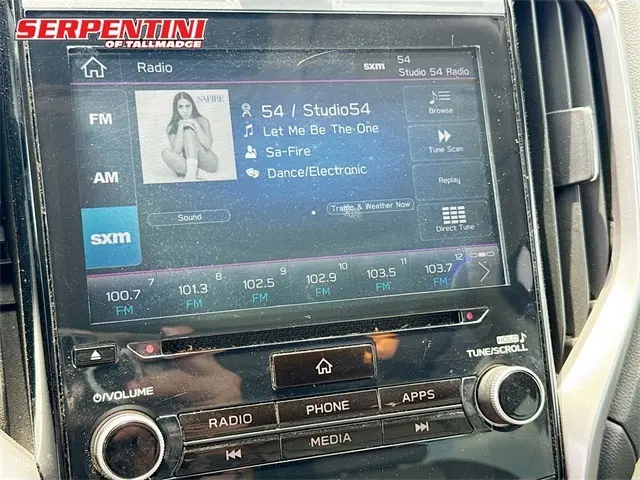 SERPENTINI
OF TALLMADGE
Radio
sxm
54
Studio 54 Radio
FM
AM
sxm
SAFIRE
54 / Studio54
Let Me Be The One
Sa-Fire
Dance/Electronic
Sound
Traffic & Weather Now
Browse
Tune Scan
Replay
Direct Tune
7
100.7
FM
8
101.3
FM
9
102.5
FM
10
102.9
FM
11
103.5
FM
12
103.7
FM
HOLD
TUNE/SCROLL
VOLUME
RADIO
PHONE
APPS
MEDIA